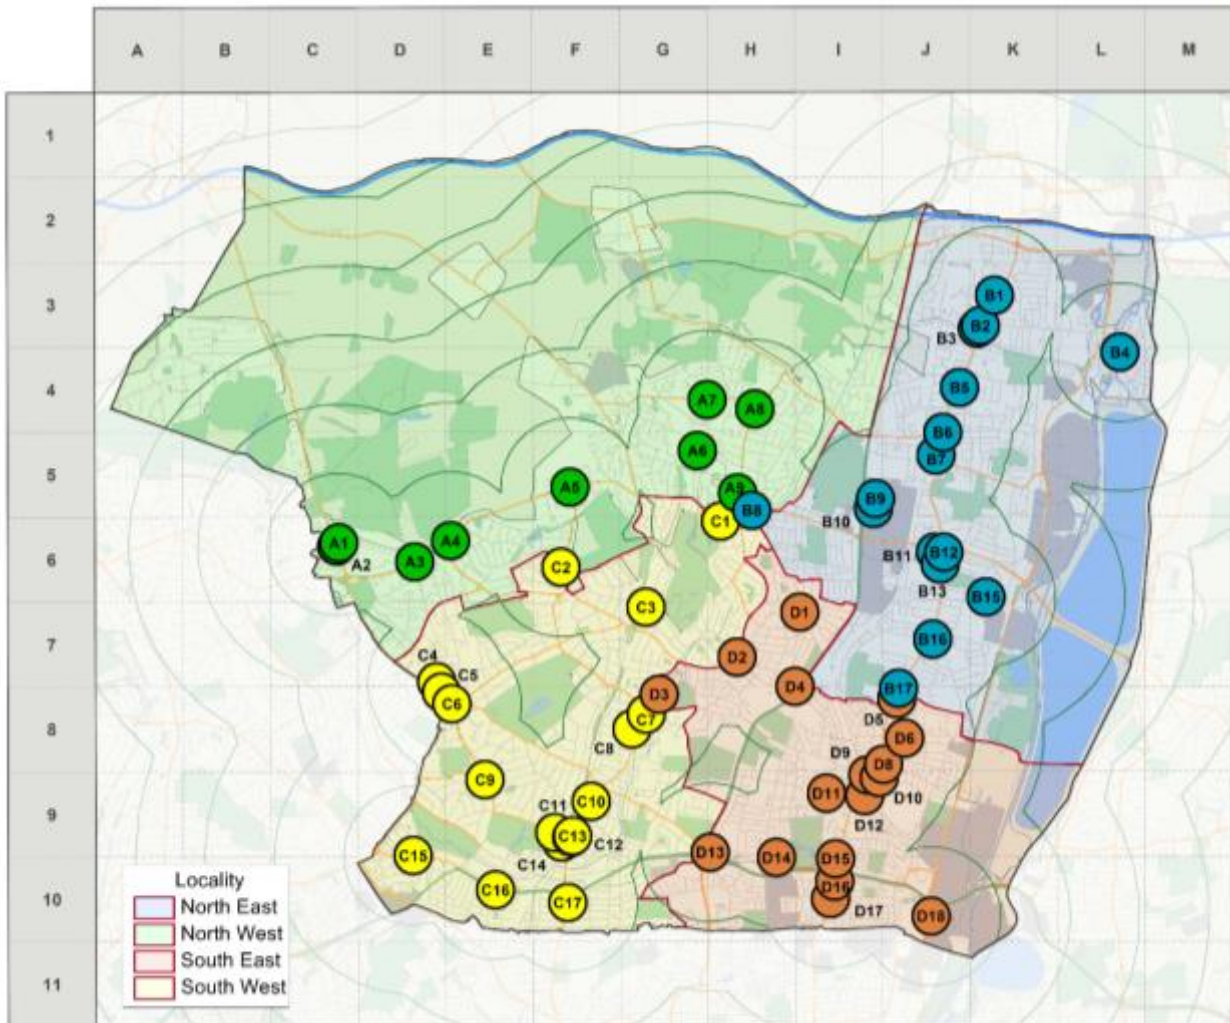 A B C D E F G H I J K L M
1
2
3
4
5
6
7
8
9
10
11
B1
B2
B3
B4
A7
A8
B5
B6
A6
B7
A5
A9
B8
B9
C1
B10
A1
A2
A3
A4
C2
B11
B12
B13
B15
C3
D1
B16
D2
C4
C5
C6
D3
D4
B17
D5
C7
C8
D6
D9
D8
C9
D11
D10
C10
C11
D12
C13
C12
C14
C15
D13
D14
D15
C16
D16
C17
D17
D18
Locality
North East
North West
South East
South West